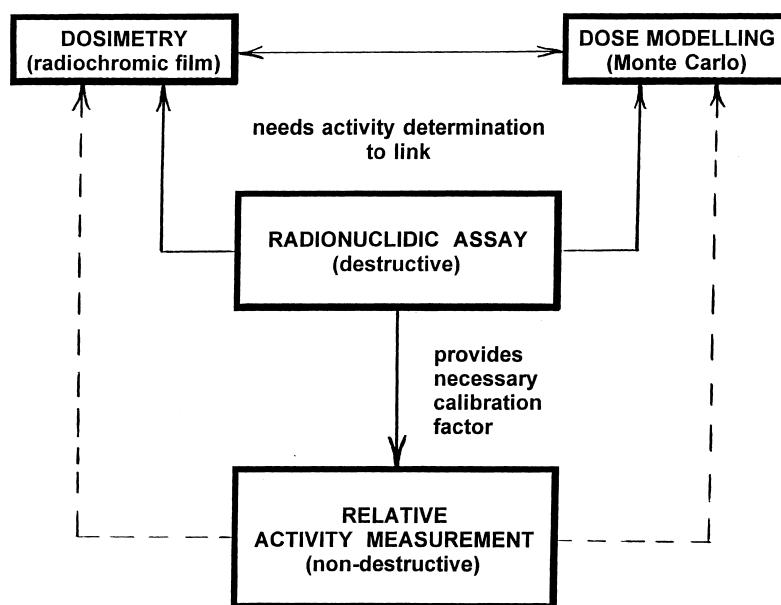 DOSIMETRY
(radiochromic film)
DOSE MODELLING
(Monte Carlo)
needs activity determination
to link
RADIONUCLIDIC ASSAY
(destructive)
provides
necessary
calibration
factor
RELATIVE
ACTIVITY MEASUREMENT
(non-destructive)